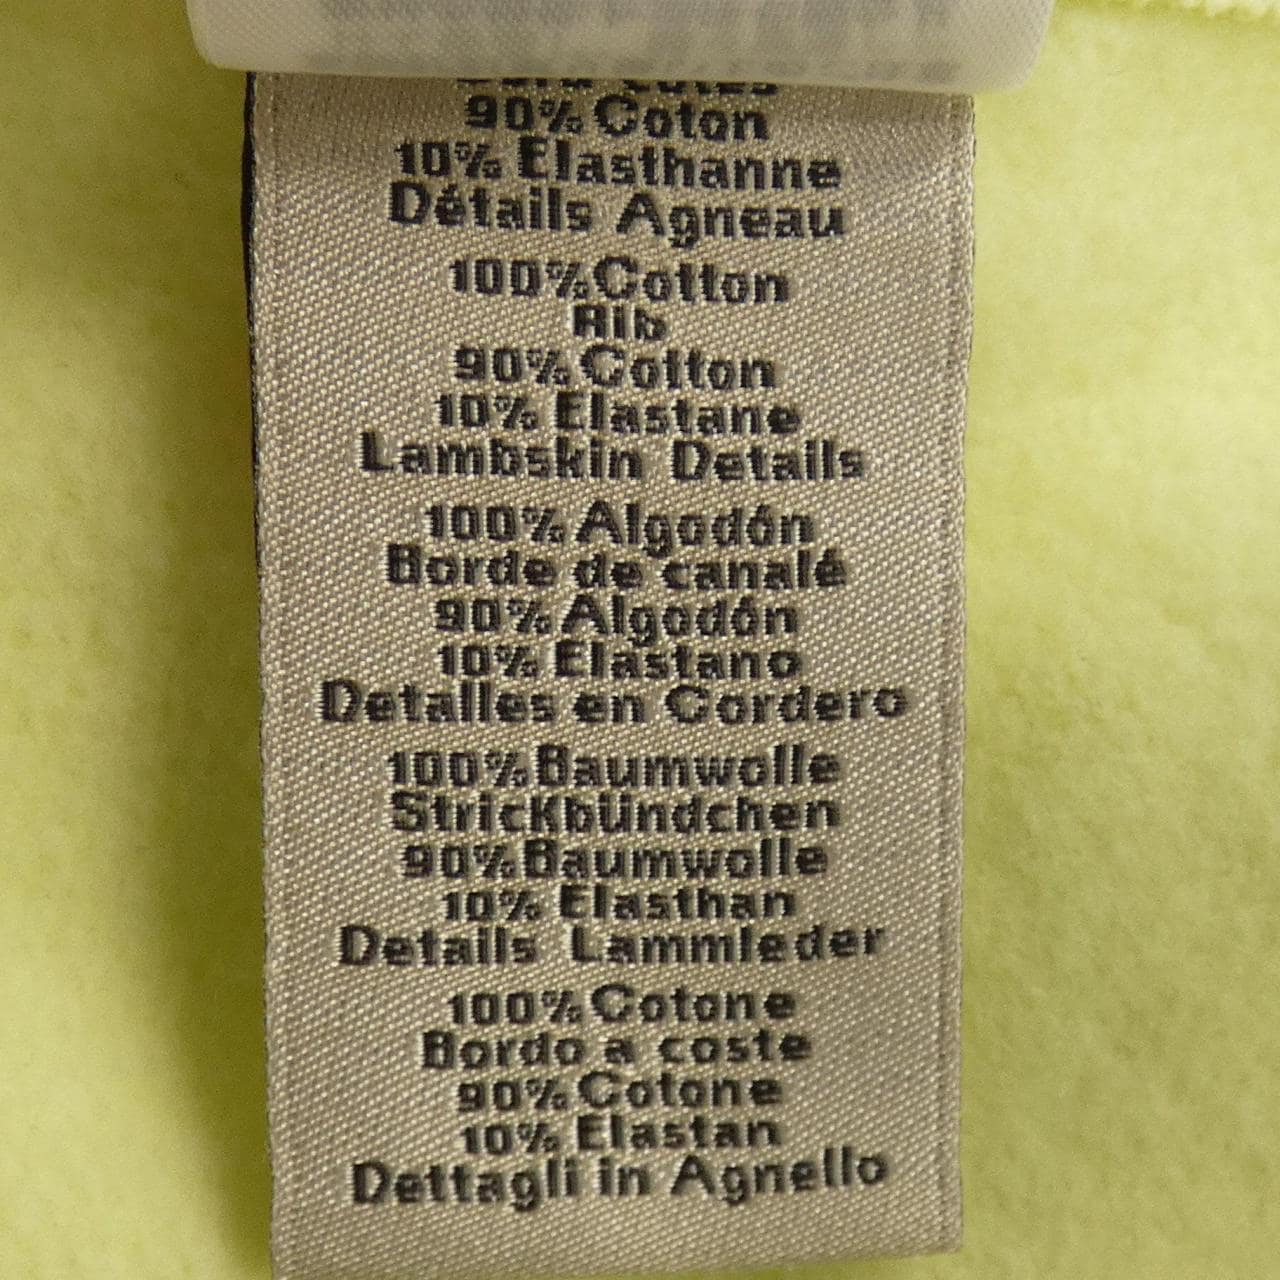 90% Coton
10% Elasthanne
Détails Agneau
100% Cotton
Rib
90% Cotton
10% Elastane
Lambskin Details
100% Algodón
Borde de canalé
90% Algodón
10% Elastano
Detalles en Cordero
100% Baumwolle
Strickbündchen
90% Baumwolle
10% Elasthan
Details Lammleder
100% Cotone
Bordo a coste
90% Cotone
10% Elastan
Dettagli in Agnello